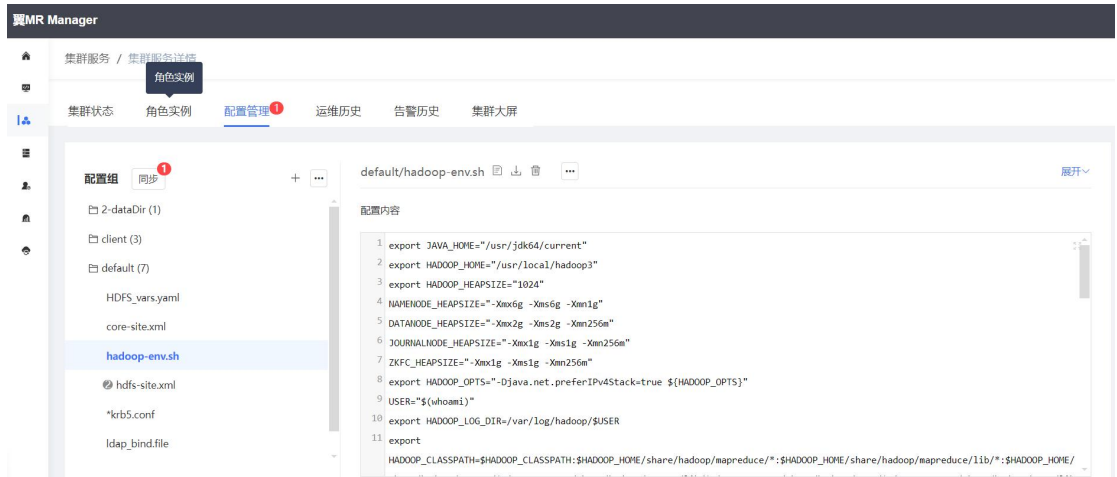 翼MR Manager
集群服务 / 集群服务详情
角色实例
集群状态 角色实例 配置管理 1 运维历史 告警历史 集群大屏
配置组 同步 1 + ...
2-dataDir (1)
client (3)
default (7)
HDFS_vars.yaml
core-site.xml
hadoop-env.sh
hdfs-site.xml
*krb5.conf
ldap_bind.file
default/hadoop-env.sh ... 展开
配置内容
1 export JAVA_HOME="/usr/jdk64/current"
2 export HADOOP_HOME="/usr/local/hadoop3"
3 export HADOOP_HEAPSIZE="1024"
4 NAMENODE_HEAPSIZE="-Xmx6g -Xms6g -Xmn1g"
5 DATANODE_HEAPSIZE="-Xmx2g -Xms2g -Xmn256m"
6 JOURNALNODE_HEAPSIZE="-Xmx1g -Xms1g -Xmn256m"
7 ZKFC_HEAPSIZE="-Xmx1g -Xms1g -Xmn256m"
8 export HADOOP_OPTS="-Djava.net.preferIPv4Stack=true ${HADOOP_OPTS}"
9 USER="$(whoami)"
10 export HADOOP_LOG_DIR=/var/log/hadoop/$USER
11 export
HADOOP_CLASSPATH=$HADOOP_CLASSPATH:$HADOOP_HOME/share/hadoop/mapreduce/*:$HADOOP_HOME/share/hadoop/mapreduce/lib/*:$HADOOP_HOME/